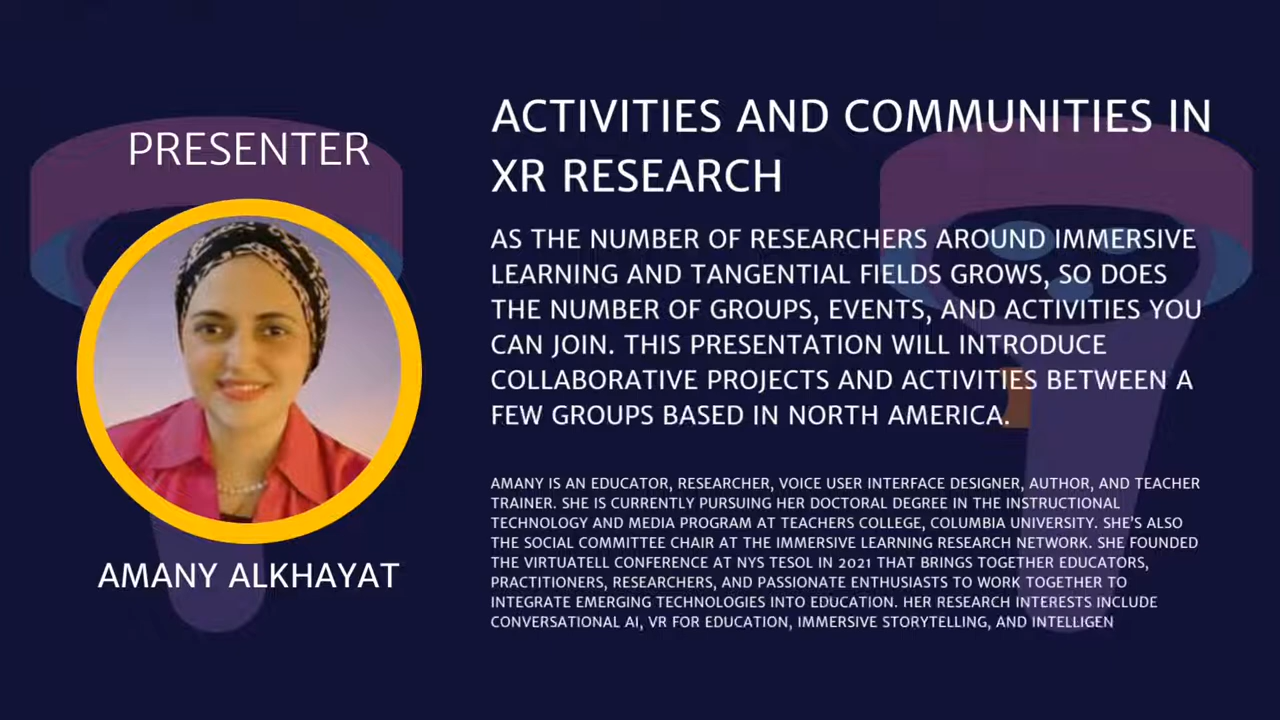 PRESENTER
AMANY ALKHAYAT
ACTIVITIES AND COMMUNITIES IN
XR RESEARCH
AS THE NUMBER OF RESEARCHERS AROUND IMMERSIVE
LEARNING AND TANGENTIAL FIELDS GROWS, SO DOES
THE NUMBER OF GROUPS, EVENTS, AND ACTIVITIES YOU
CAN JOIN. THIS PRESENTATION WILL INTRODUCE
COLLABORATIVE PROJECTS AND ACTIVITIES BETWEEN A
FEW GROUPS BASED IN NORTH AMERICA.
AMANY IS AN EDUCATOR, RESEARCHER, VOICE USER INTERFACE DESIGNER, AUTHOR, AND TEACHER
TRAINER. SHE IS CURRENTLY PURSUING HER DOCTORAL DEGREE IN THE INSTRUCTIONAL
TECHNOLOGY AND MEDIA PROGRAM AT TEACHERS COLLEGE, COLUMBIA UNIVERSITY. SHE'S ALSO
THE SOCIAL COMMITTEE CHAIR AT THE IMMERSIVE LEARNING RESEARCH NETWORK. SHE FOUNDED
THE VIRTUATELL CONFERENCE AT NYS TESOL IN 2021 THAT BRINGS TOGETHER EDUCATORS,
PRACTITIONERS, RESEARCHERS, AND PASSIONATE ENTHUSIASTS TO WORK TOGETHER TO
INTEGRATE EMERGING TECHNOLOGIES INTO EDUCATION. HER RESEARCH INTERESTS INCLUDE
CONVERSATIONAL AI, VR FOR EDUCATION, IMMERSIVE STORYTELLING, AND INTELLIGEN